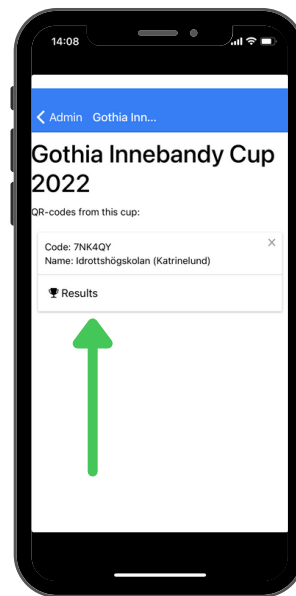 14:08
Admin Gothia Inn...
Gothia Innebandy Cup
2022
QR-codes from this cup:
Code: 7NK4QY
Name: Idrottshögskolan (Katrinelund)
Results